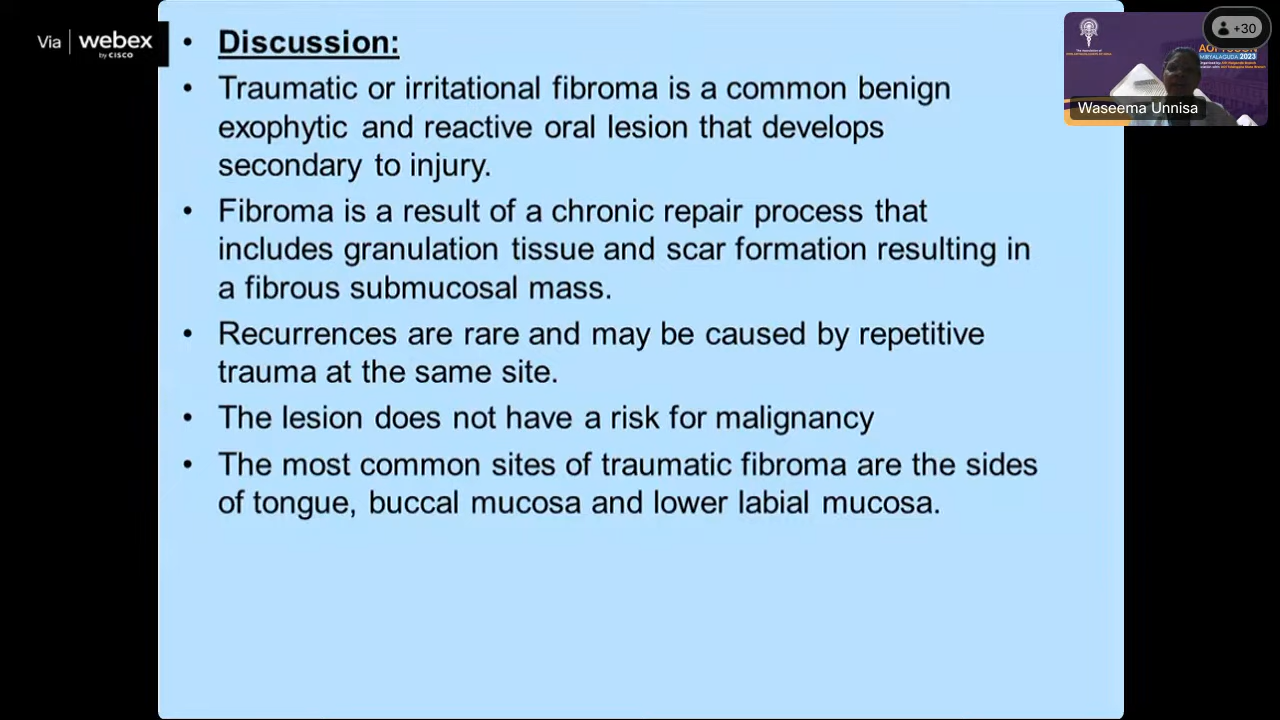 Via | webex
by CISCO
• Discussion:
• Traumatic or irritational fibroma is a common benign
exophytic and reactive oral lesion that develops
secondary to injury.
• Fibroma is a result of a chronic repair process that
includes granulation tissue and scar formation resulting in
a fibrous submucosal mass.
• Recurrences are rare and may be caused by repetitive
trauma at the same site.
• The lesion does not have a risk for malignancy
• The most common sites of traumatic fibroma are the sides
of tongue, buccal mucosa and lower labial mucosa.
+30
2023
Waseema Unnisa